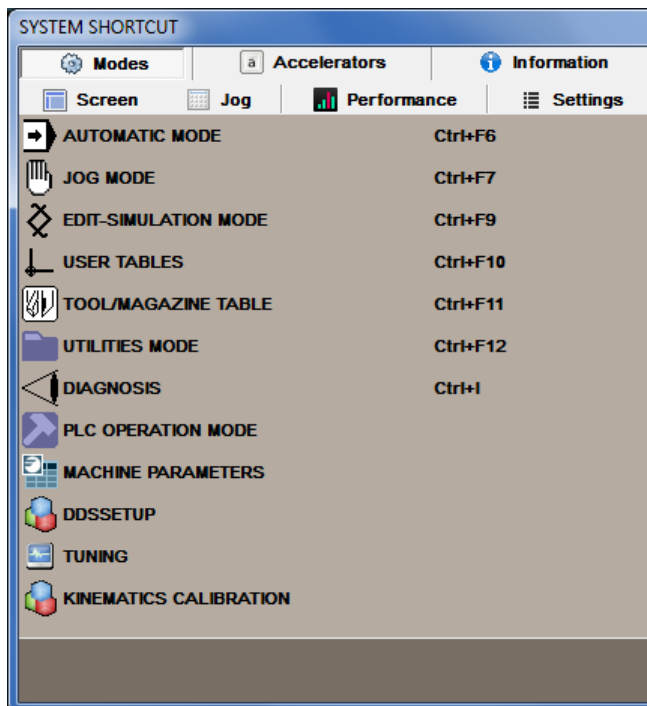 SYSTEM SHORTCUT
Modes ā Accelerators Information
Screen Jog Performance Settings
AUTOMATIC MODE Ctrl+F6
JOG MODE Ctrl+F7
EDIT-SIMULATION MODE Ctrl+F9
USER TABLES Ctrl+F10
TOOL/MAGAZINE TABLE Ctrl+F11
UTILITIES MODE Ctrl+F12
DIAGNOSIS Ctrl+I
PLC OPERATION MODE
MACHINE PARAMETERS
DDSSETUP
TUNING
KINEMATICS CALIBRATION